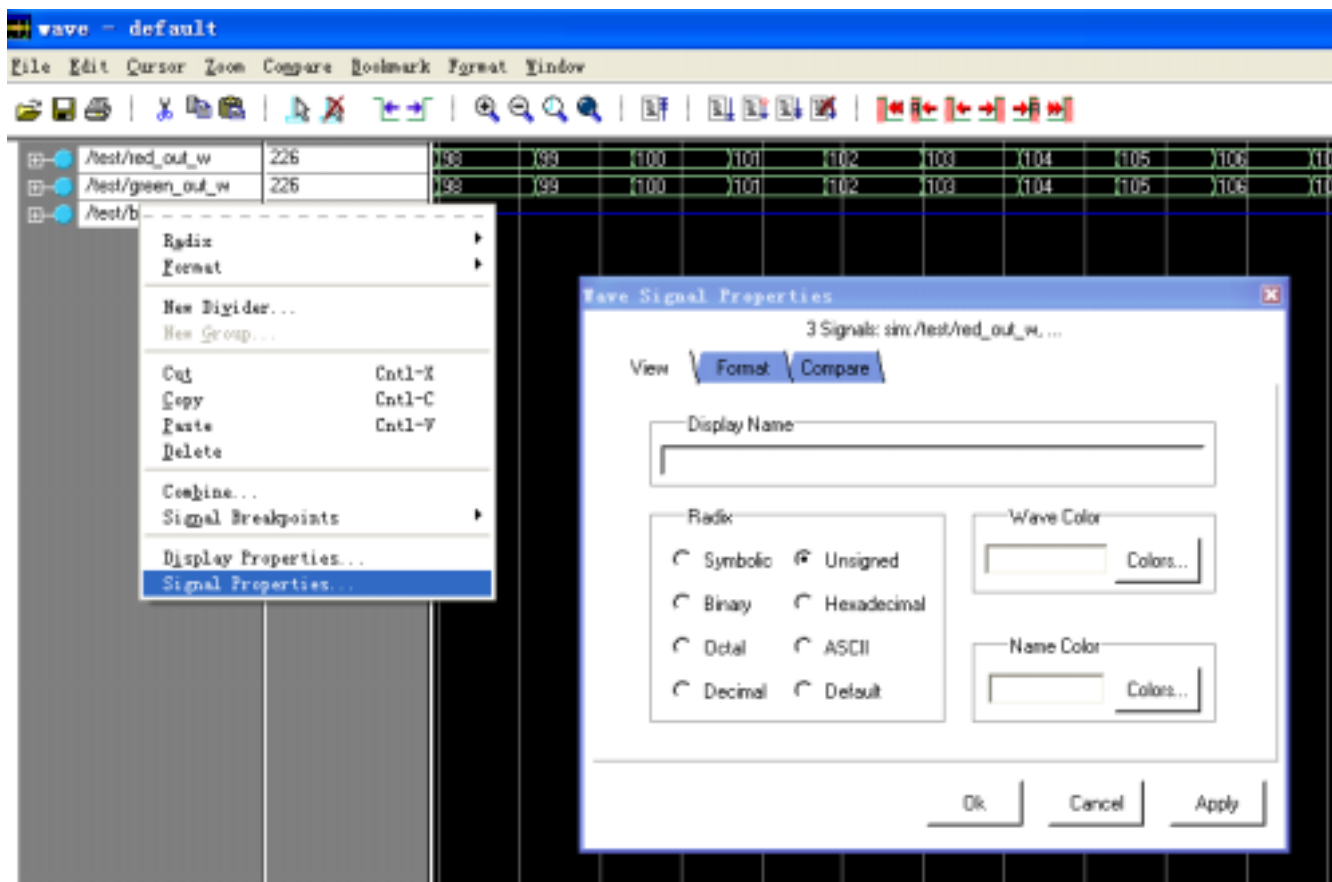 wave - default
File Edit Cursor Zoom Compare Bookmark Format Window
/test/red_out_w 226 98 99 100 101 102 103 104 105 106 10
/test/green_out_w 226 98 99 100 101 102 103 104 105 106 10
/test/b
Radix
Format
New Divider...
New Group...
Cut Cntl-X
Copy Cntl-C
Paste Cntl-V
Delete
Combine...
Signal Breakpoints
Display Properties...
Signal Properties...
Wave Signal Properties
3 Signals: sim:/test/red_out_w, ...
View Format Compare
Display Name
Radix Wave Color
Symbolic Unsigned Colors...
Binary Hexadecimal
Octal ASCII Name Color
Decimal Default Colors...
Ok Cancel Apply